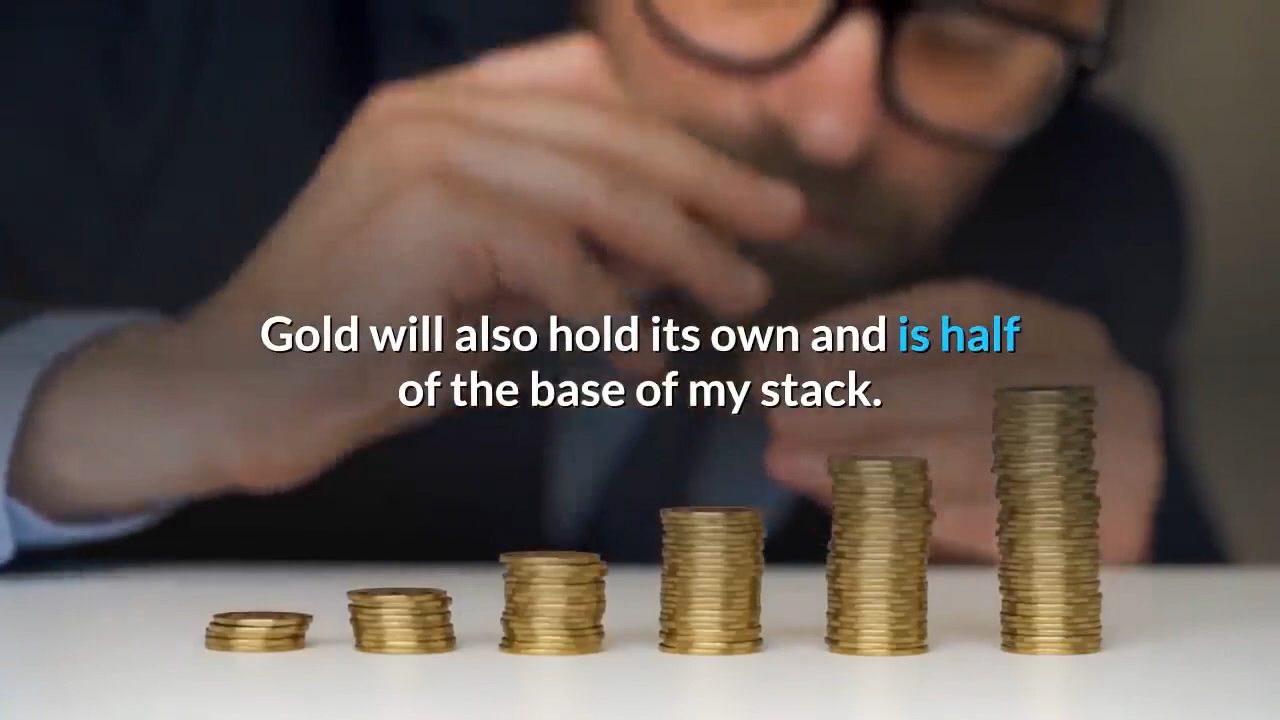 Gold will also hold its own and is half
of the base of my stack.